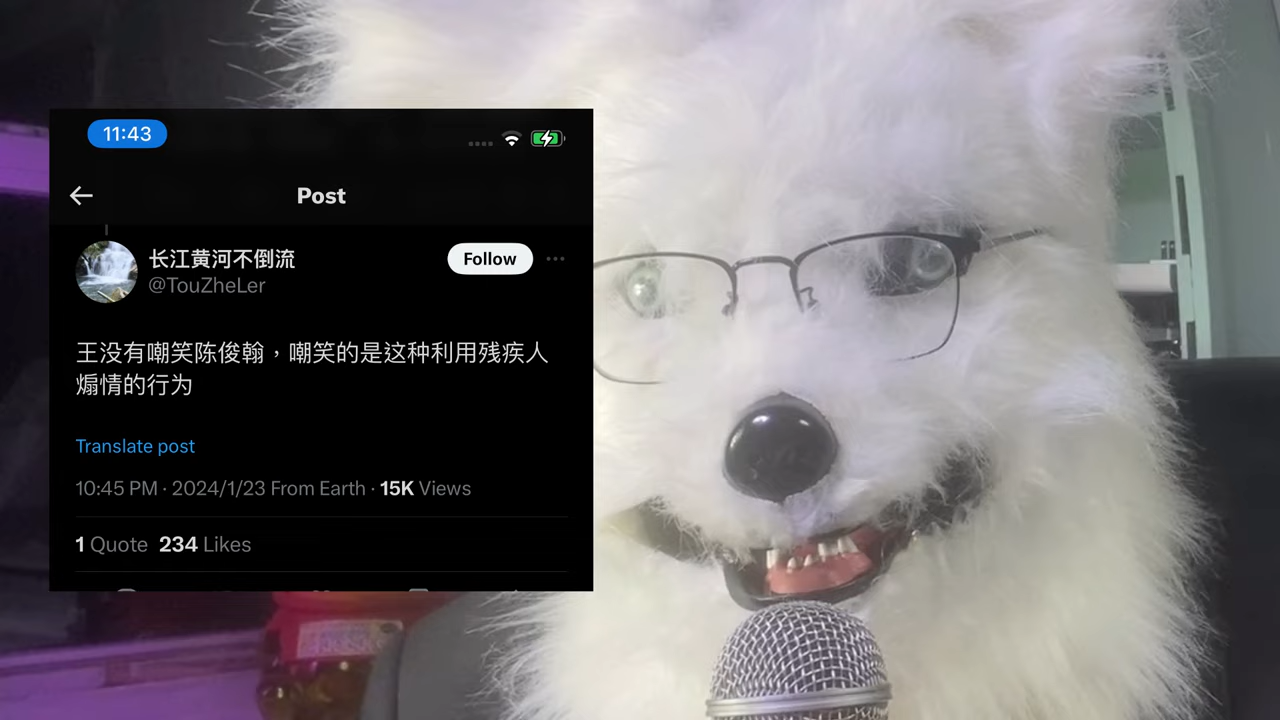 11:43
Post
长江黄河不倒流
@TouZheLer
Follow
王没有嘲笑陈俊翰，嘲笑的是这种利用残疾人
煽情的行为
Translate post
10:45 PM · 2024/1/23 From Earth · 15K Views
1 Quote 234 Likes